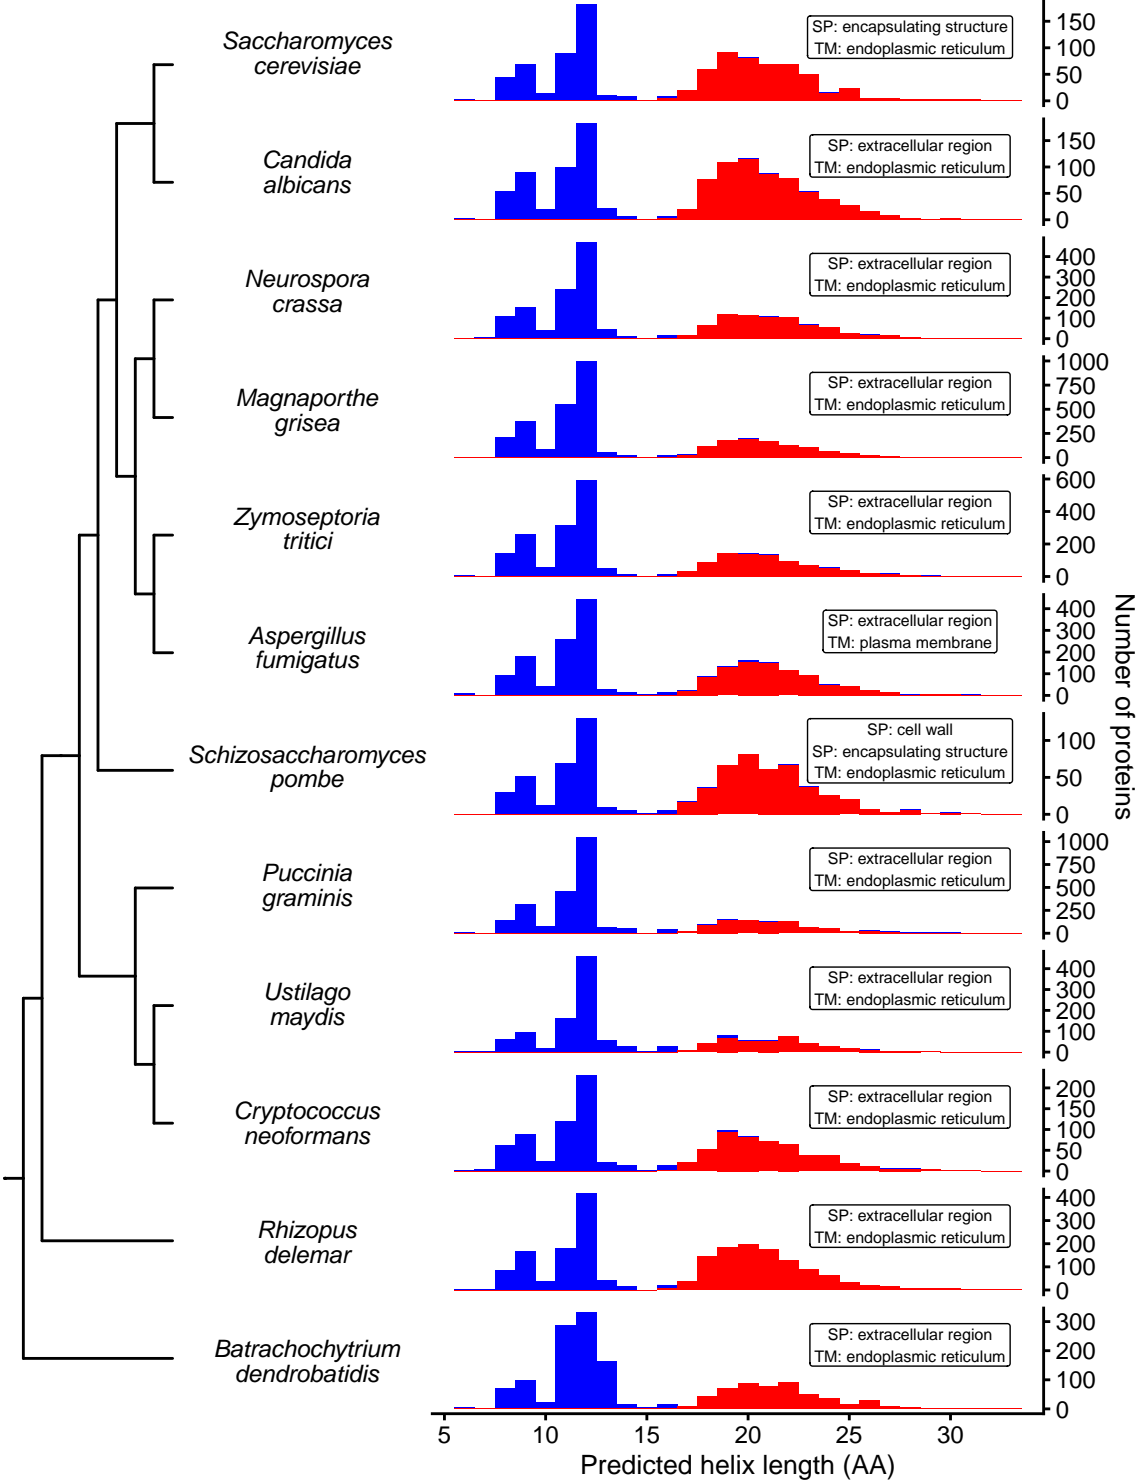 Saccharomyces
cerevisiae
SP: encapsulating structure
TM: endoplasmic reticulum
150
100
50
0
Candida
albicans
SP: extracellular region
TM: endoplasmic reticulum
150
100
50
0
Neurospora
crassa
SP: extracellular region
TM: endoplasmic reticulum
400
300
200
100
0
Magnaporthe
grisea
SP: extracellular region
TM: endoplasmic reticulum
1000
750
500
250
0
Zymoseptoria
tritici
SP: extracellular region
TM: endoplasmic reticulum
600
400
200
0
Aspergillus
fumigatus
SP: extracellular region
TM: plasma membrane
400
300
200
100
0
Schizosaccharomyces
pombe
SP: cell wall
SP: encapsulating structure
TM: endoplasmic reticulum
100
50
0
Puccinia
graminis
SP: extracellular region
TM: endoplasmic reticulum
1000
750
500
250
0
Ustilago
maydis
SP: extracellular region
TM: endoplasmic reticulum
400
300
200
100
0
Cryptococcus
neoformans
SP: extracellular region
TM: endoplasmic reticulum
200
150
100
50
0
Rhizopus
delemar
SP: extracellular region
TM: endoplasmic reticulum
400
300
200
100
0
Batrachochytrium
dendrobatidis
SP: extracellular region
TM: endoplasmic reticulum
300
200
100
0
Number of proteins
5 10 15 20 25 30
Predicted helix length (AA)